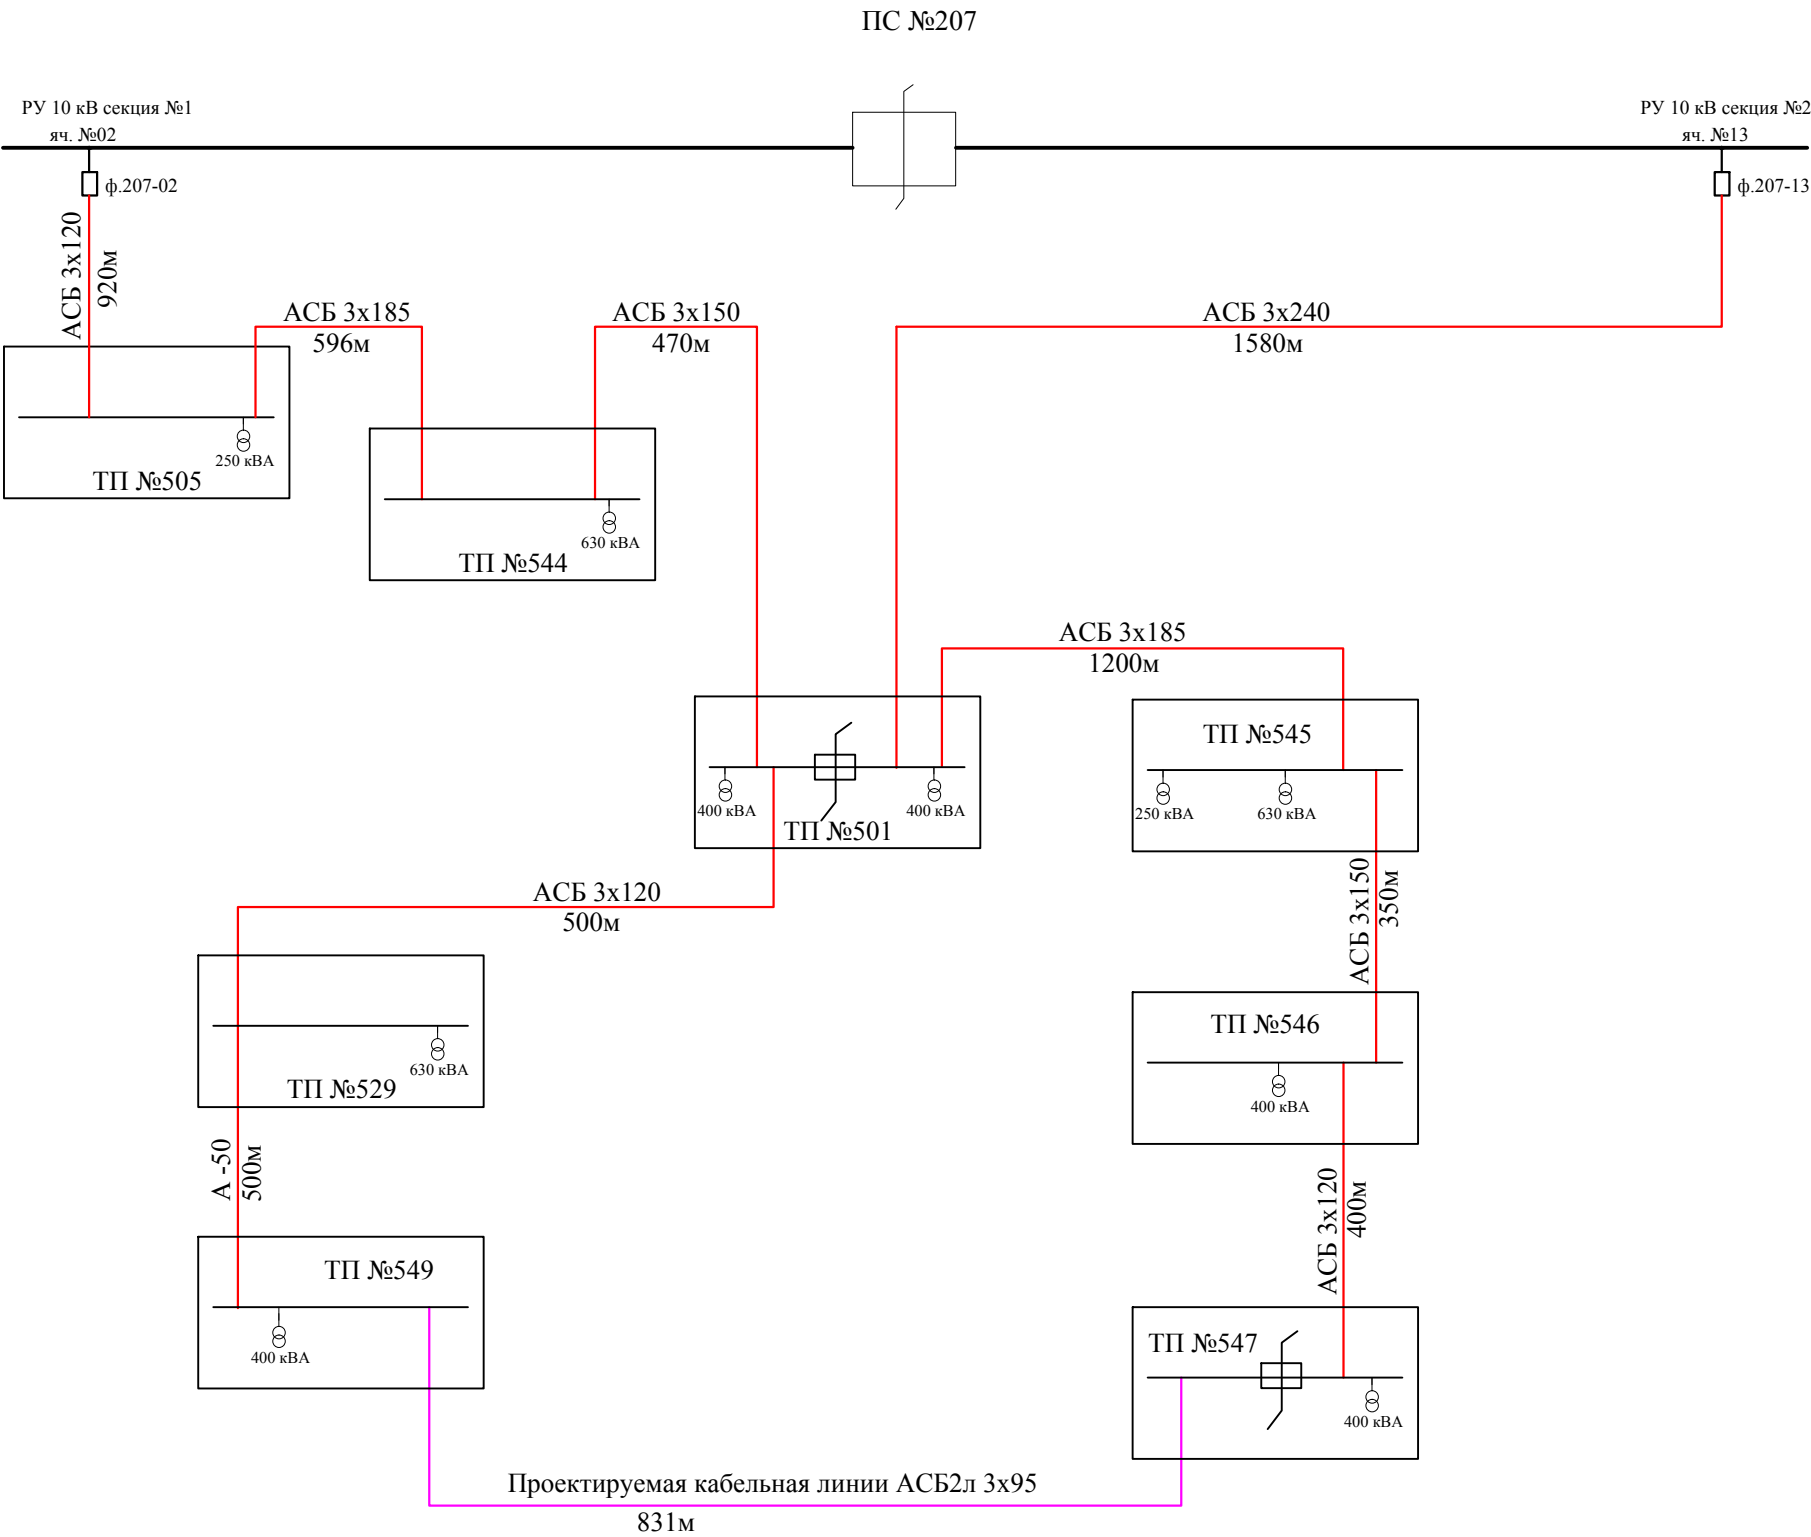 ПС №207
РУ 10 кВ секция №1
яч. №02
РУ 10 кВ секция №2
яч. №13
ф.207-02
ф.207-13
АСБ 3х120
920м
АСБ 3х185
596м
АСБ 3х150
470м
АСБ 3х240
1580м
250 кВА
ТП №505
630 кВА
ТП №544
АСБ 3х185
1200м
400 кВА
400 кВА
ТП №501
ТП №545
250 кВА
630 кВА
АСБ 3х150
350м
АСБ 3х120
500м
630 кВА
ТП №529
ТП №546
400 кВА
А -50
500м
АСБ 3х120
400м
ТП №549
400 кВА
ТП №547
400 кВА
Проектируемая кабельная линии АСБ2л 3х95
831м